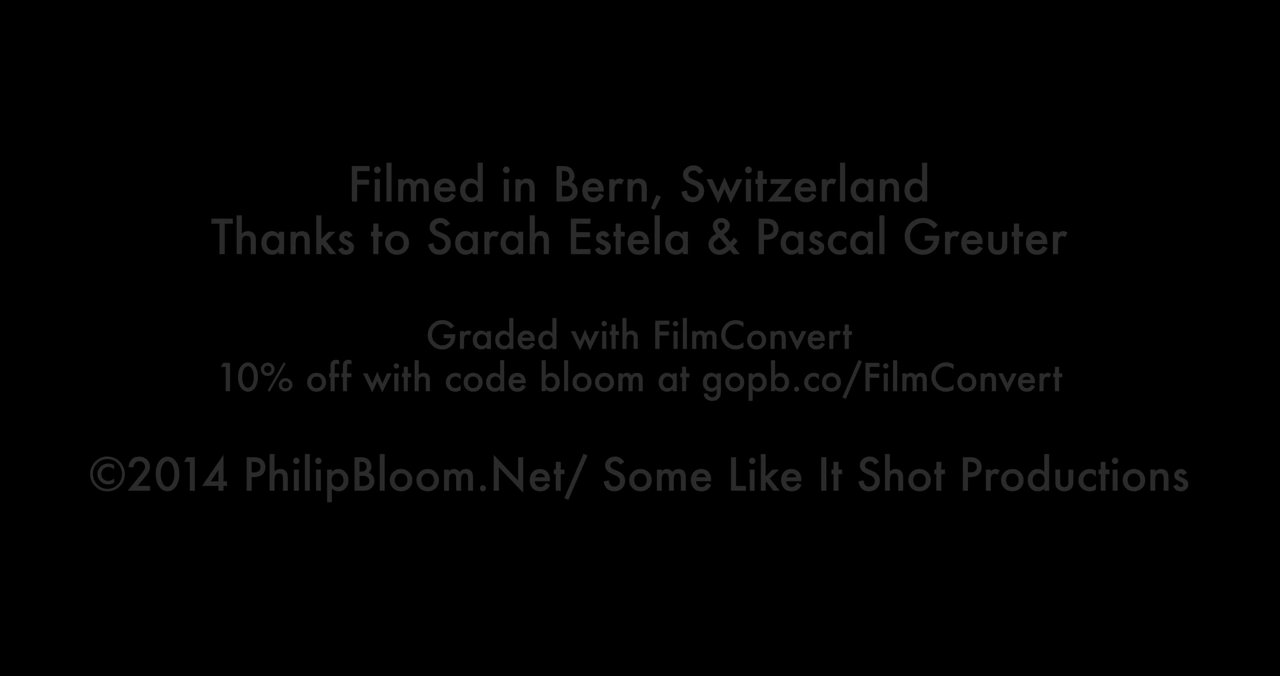 Filmed in Bern, Switzerland
Thanks to Sarah Estela & Pascal Greuter
Graded with FilmConvert
10% off with code bloom at gopb.co/FilmConvert
©2014 PhilipBloom.Net/ Some Like It Shot Productions